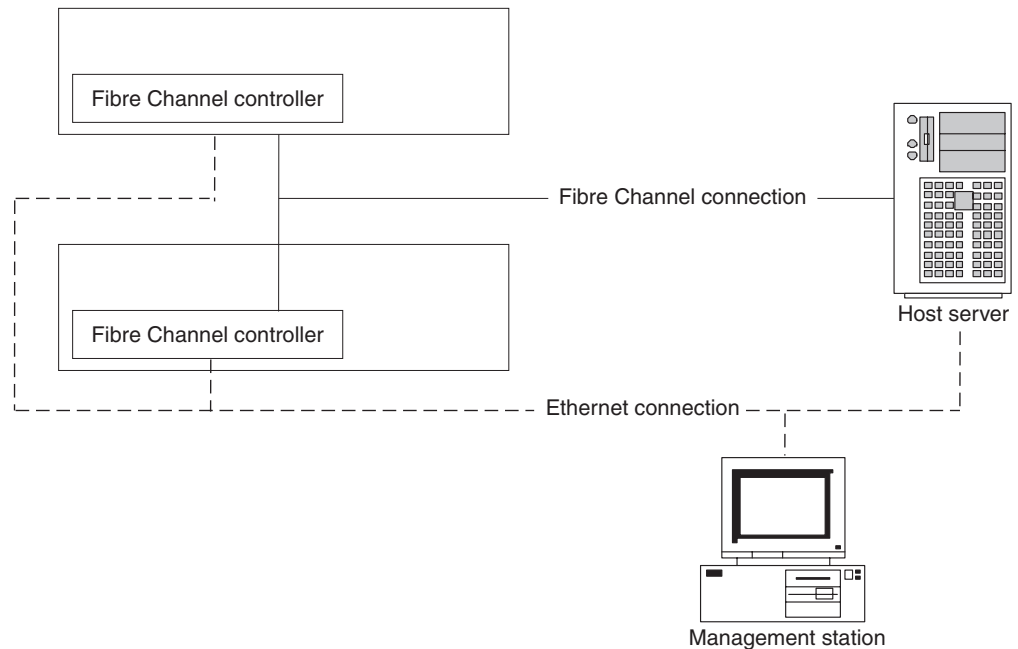 Fibre Channel controller
Fibre Channel connection
Host server
Fibre Channel controller
Ethernet connection
Management station